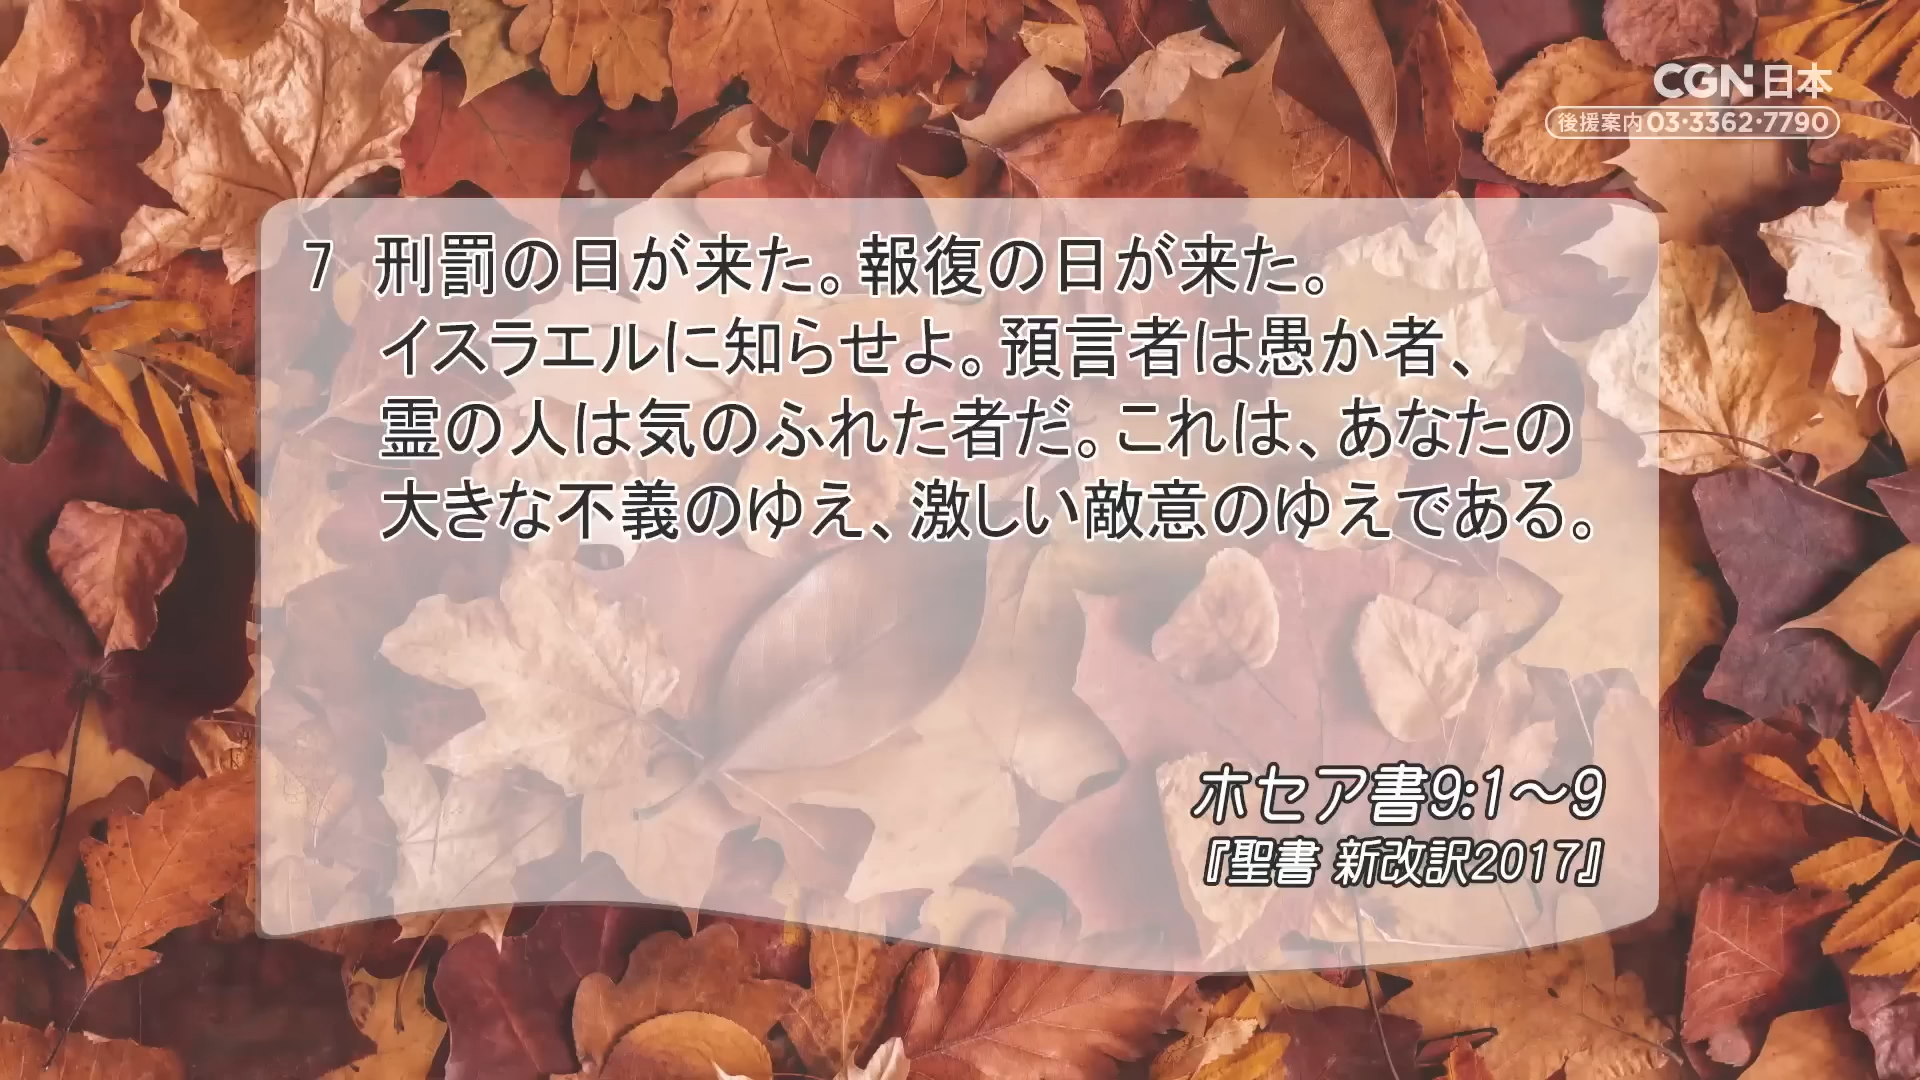 CGN日本
後援案内03·3362·7790
7 刑罰の日が来た。報復の日が来た。
イスラエルに知らせよ。預言者は愚か者、
霊の人は気のふれた者だ。これは、あなたの
大きな不義のゆえ、激しい敵意のゆえである。
ホセア書9:1～9
『聖書 新改訳2017』